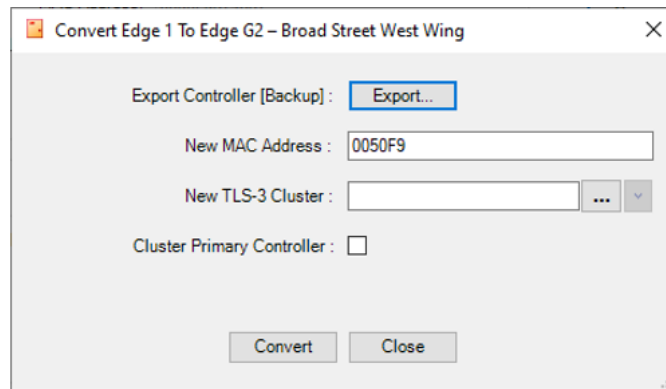 Convert Edge 1 To Edge G2 – Broad Street West Wing
Export Controller [Backup] : Export...
New MAC Address : 0050F9
New TLS-3 Cluster : ...
Cluster Primary Controller :
Convert Close